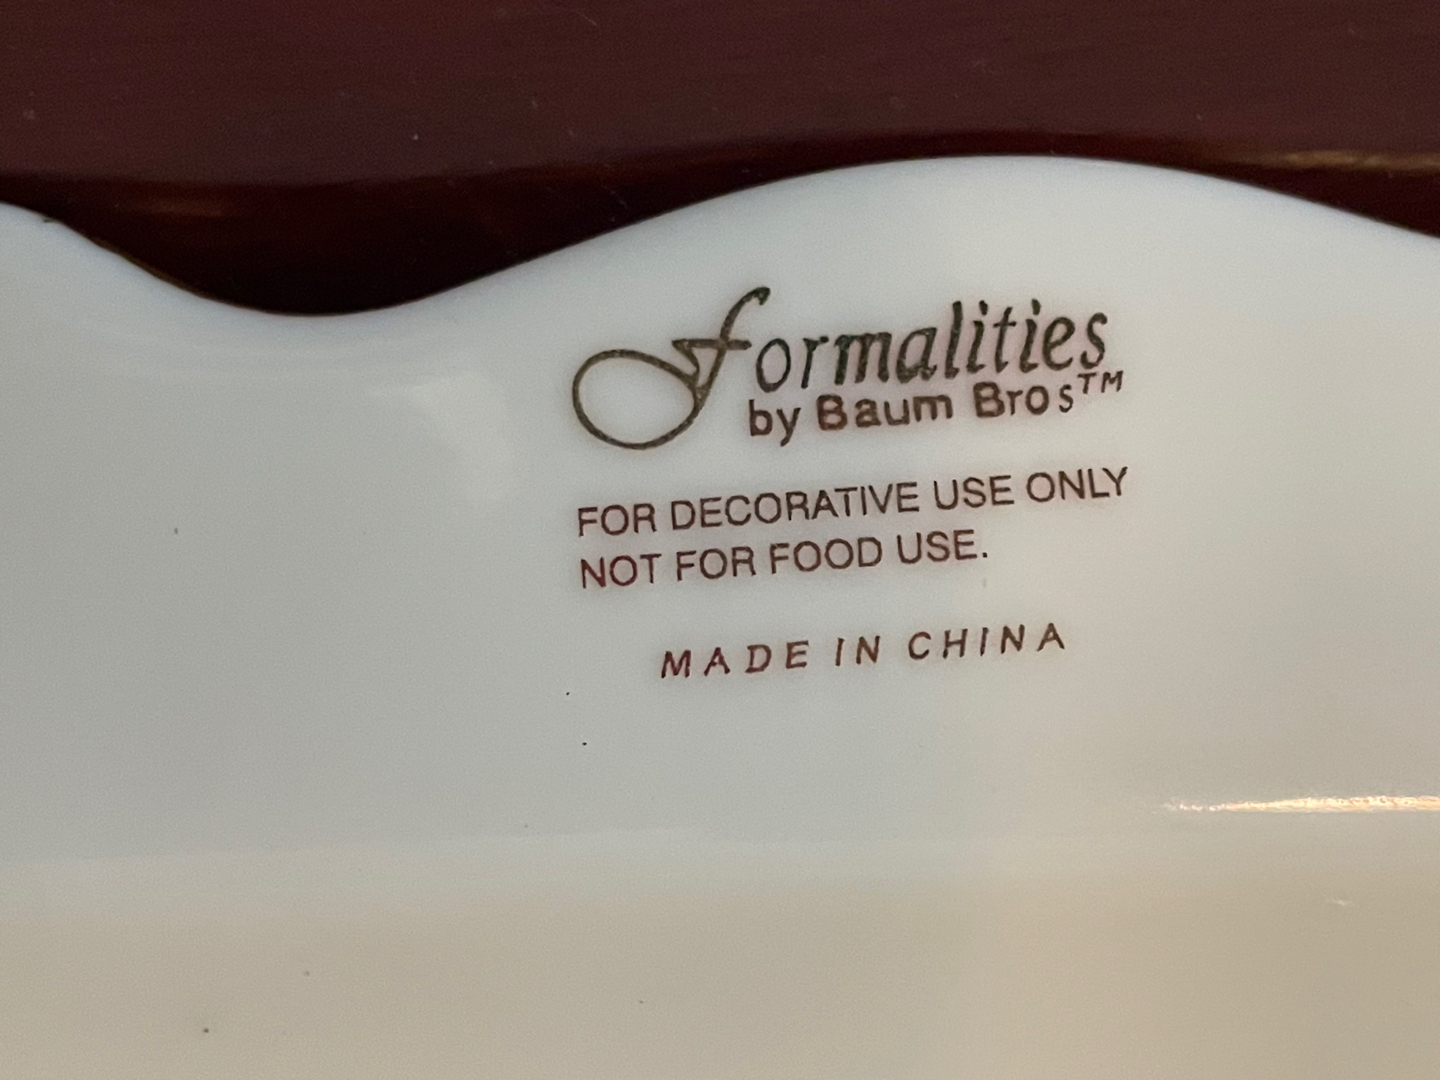 formalities
by Baum Bros™
FOR DECORATIVE USE ONLY
NOT FOR FOOD USE.
MADE IN CHINA